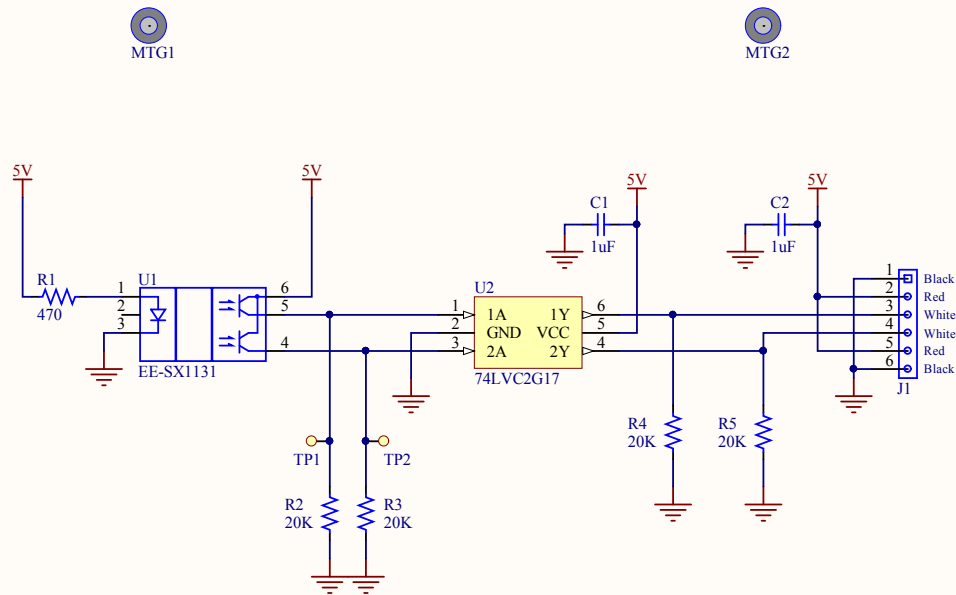 MTG1
MTG2
5V
5V
5V
5V
C1
1uF
C2
1uF
R1
470
U1
1
2
3
6
5
4
EE-SX1131
U2
1
2
3
1A
GND
2A
1Y
VCC
2Y
6
5
4
74LVC2G17
1 Black
2 Red
3 White
4 White
5 Red
6 Black
J1
R4
20K
R5
20K
TP1
TP2
R2
20K
R3
20K